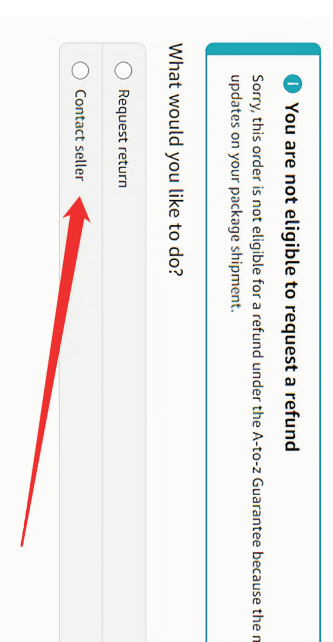 You are not eligible to request a refund
Sorry, this order is not eligible for a refund under the A-to-z Guarantee because the
updates on your package shipment.
What would you like to do?
Request return
Contact seller